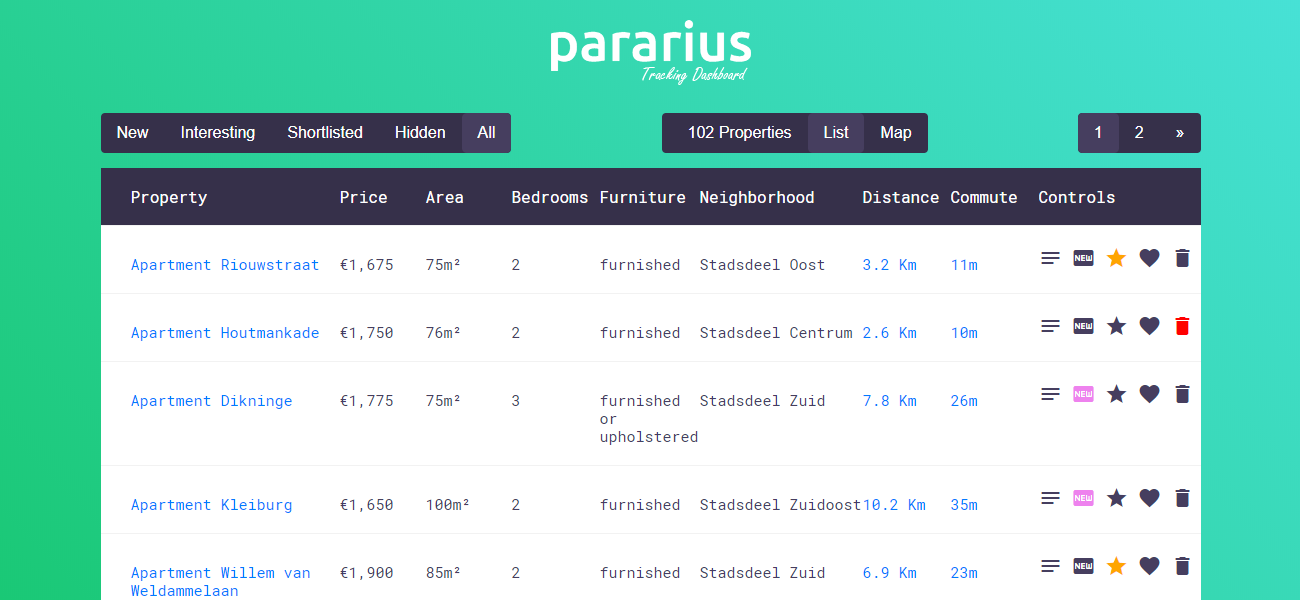 pararius
Tracking Dashboard
New Interesting Shortlisted Hidden All 102 Properties List Map 1 2 »
Property Price Area Bedrooms Furniture Neighborhood Distance Commute Controls
Apartment Riouwstraat €1,675 75m² 2 furnished Stadsdeel Oost 3.2 Km 11m NEW
Apartment Houtmankade €1,750 76m² 2 furnished Stadsdeel Centrum 2.6 Km 10m NEW
Apartment Dikninge €1,775 75m² 3 furnished Stadsdeel Zuid 7.8 Km 26m NEW
or
upholstered
Apartment Kleiburg €1,650 100m² 2 furnished Stadsdeel Zuidoost 10.2 Km 35m NEW
Apartment Willem van €1,900 85m² 2 furnished Stadsdeel Zuid 6.9 Km 23m NEW
Weldammelaan